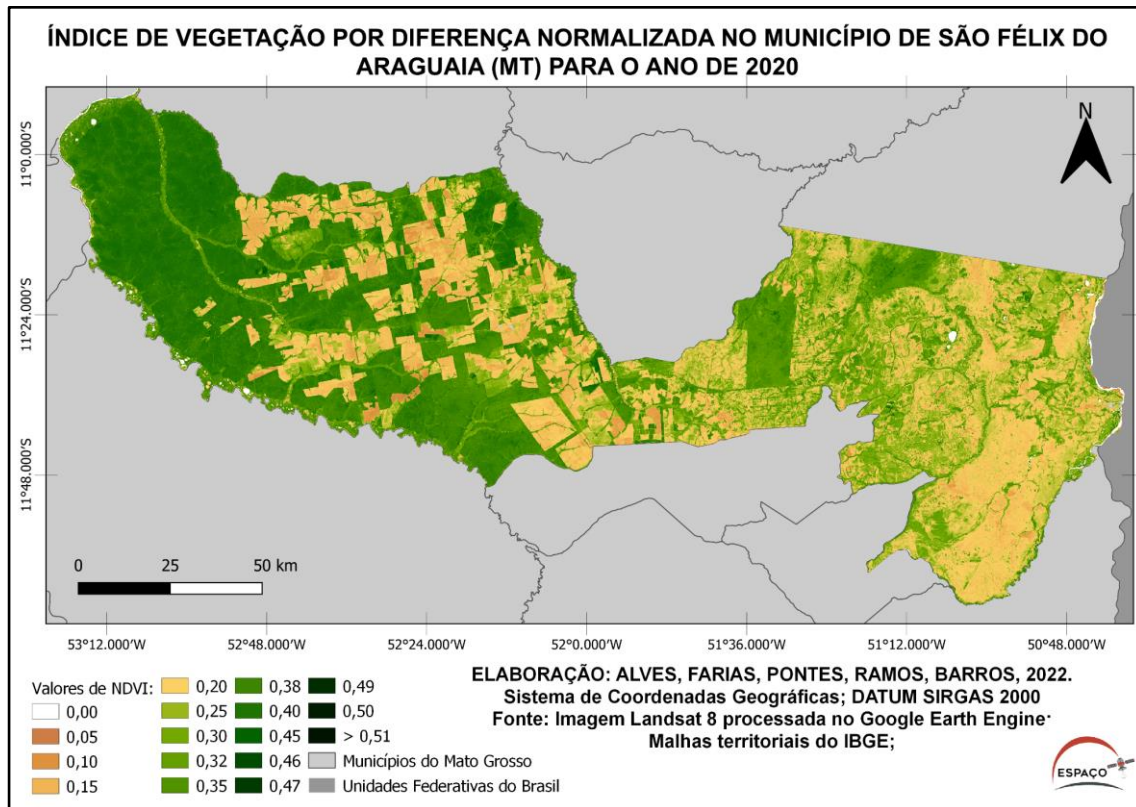 ÍNDICE DE VEGETAÇÃO POR DIFERENÇA NORMALIZADA NO MUNICÍPIO DE SÃO FÉLIX DO
ARAGUAIA (MT) PARA O ANO DE 2020
N
11°0.000'S
11°24.000'S
11°48.000'S
0 25 50 km
53°12.000'W 52°48.000'W 52°24.000'W 52°0.000'W 51°36.000'W 51°12.000'W 50°48.000'W
Valores de NDVI:
0,00
0,05
0,10
0,15
0,20
0,25
0,30
0,32
0,35
0,38
0,40
0,45
0,46
0,47
0,49
0,50
> 0,51
Municípios do Mato Grosso
Unidades Federativas do Brasil
ELABORAÇÃO: ALVES, FARIAS, PONTES, RAMOS, BARROS, 2022.
Sistema de Coordenadas Geográficas; DATUM SIRGAS 2000
Fonte: Imagem Landsat 8 processada no Google Earth Engine·
Malhas territoriais do IBGE;
ESPAÇO